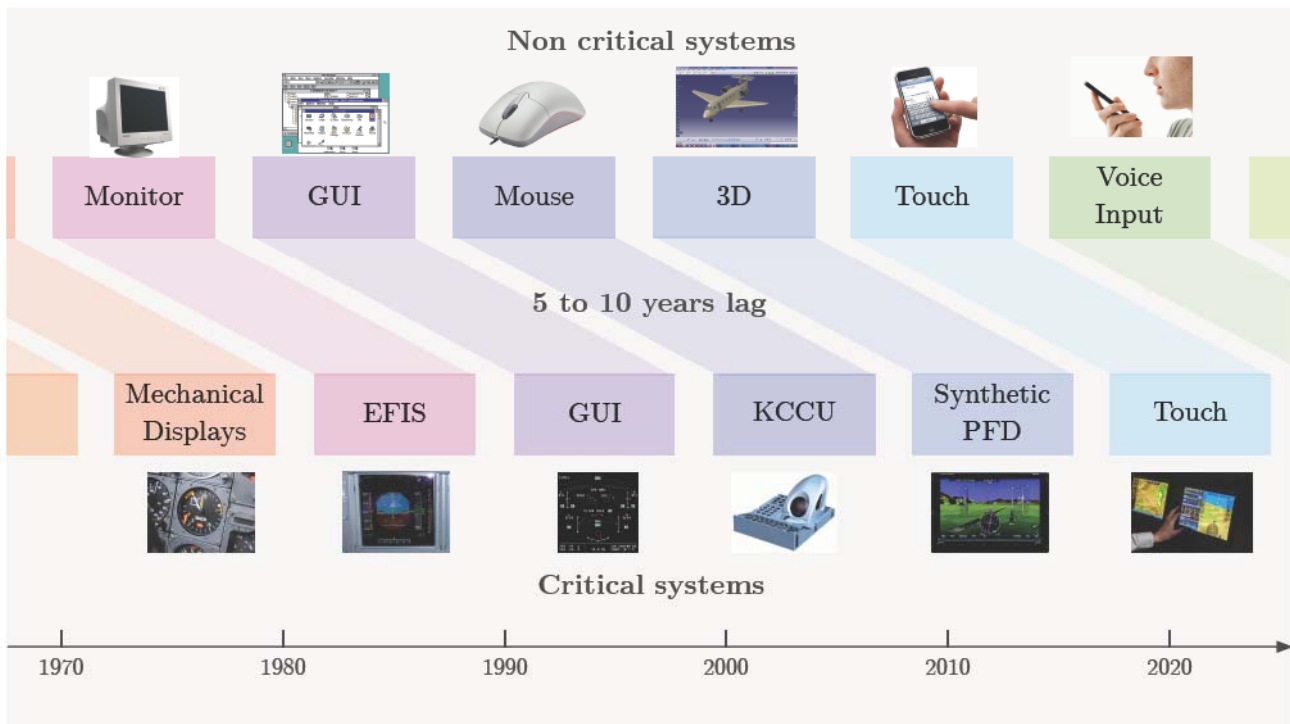 Non critical systems
Monitor
GUI
Mouse
3D
Touch
Voice
Input
5 to 10 years lag
Mechanical
Displays
EFIS
GUI
KCCU
Synthetic
PFD
Touch
Critical systems
1970
1980
1990
2000
2010
2020